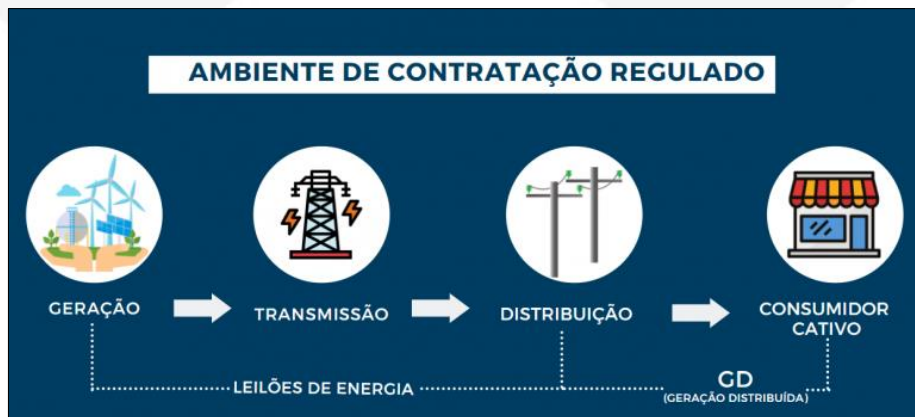 AMBIENTE DE CONTRATAÇÃO REGULADO
GERAÇÃO
TRANSMISSÃO
DISTRIBUIÇÃO
CONSUMIDOR
CATIVO
LEILÕES DE ENERGIA
GD
(GERAÇÃO DISTRIBUÍDA)